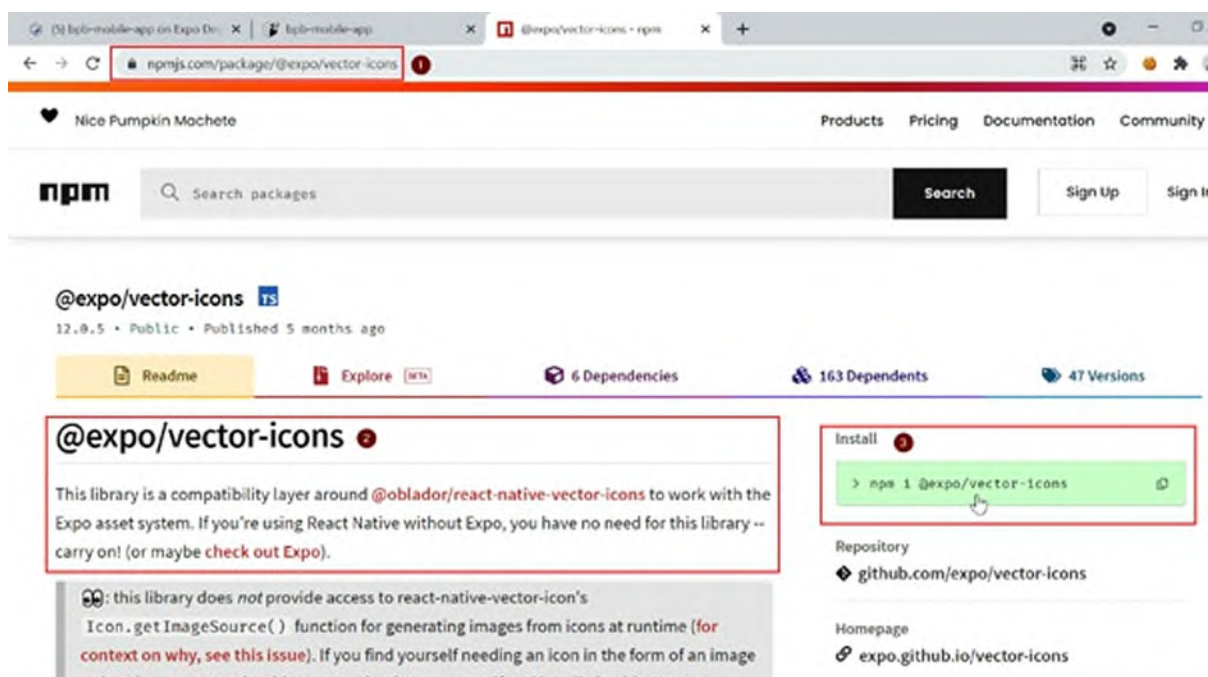 (5) bpb-mobile-app on Expo De
bpb-mobile-app
@expo/vector-icons - npm
npmjs.com/package/@expo/vector-icons 1
Nice Pumpkin Machete
Products Pricing Documentation Community
npm
Search packages
Search
Sign Up
Sign In
@expo/vector-icons TS
12.0.5 • Public • Published 5 months ago
Readme
Explore BETA
6 Dependencies
163 Dependents
47 Versions
@expo/vector-icons 2
This library is a compatibility layer around @oblador/react-native-vector-icons to work with the
Expo asset system. If you're using React Native without Expo, you have no need for this library --
carry on! (or maybe check out Expo).
👀: this library does not provide access to react-native-vector-icon's
Icon.getImageSource() function for generating images from icons at runtime (for
context on why, see this issue). If you find yourself needing an icon in the form of an image
Install 3
> npm i @expo/vector-icons
Repository
github.com/expo/vector-icons
Homepage
expo.github.io/vector-icons